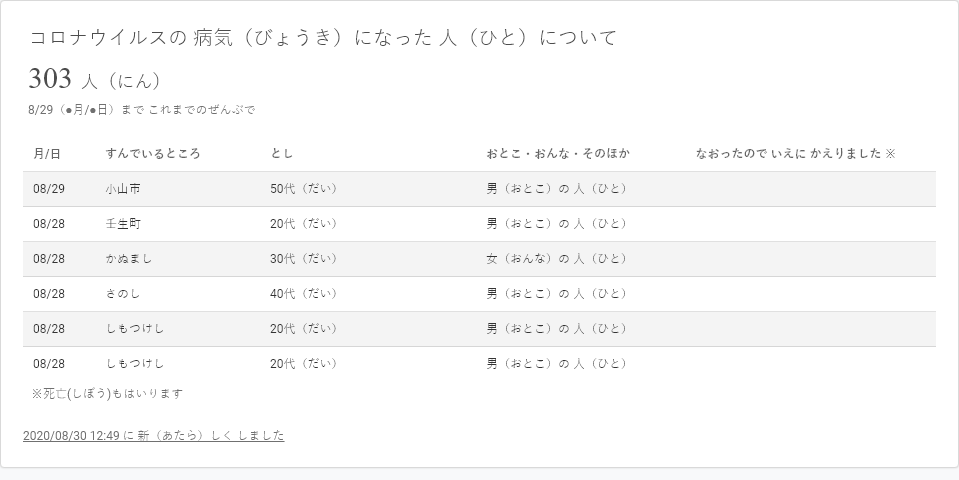 コロナウイルスの 病気（びょうき）になった 人（ひと）について
303 人（にん）
8/29（●月/●日）まで これまでのぜんぶで
月/日 すんでいるところ とし おとこ・おんな・そのほか なおったので いえに かえりました ※
08/29 小山市 50代（だい） 男（おとこ）の 人（ひと）
08/28 壬生町 20代（だい） 男（おとこ）の 人（ひと）
08/28 かぬまし 30代（だい） 女（おんな）の 人（ひと）
08/28 さのし 40代（だい） 男（おとこ）の 人（ひと）
08/28 しもつけし 20代（だい） 男（おとこ）の 人（ひと）
08/28 しもつけし 20代（だい） 男（おとこ）の 人（ひと）
※死亡(しぼう)もはいります
2020/08/30 12:49 に 新（あたら）しく しました